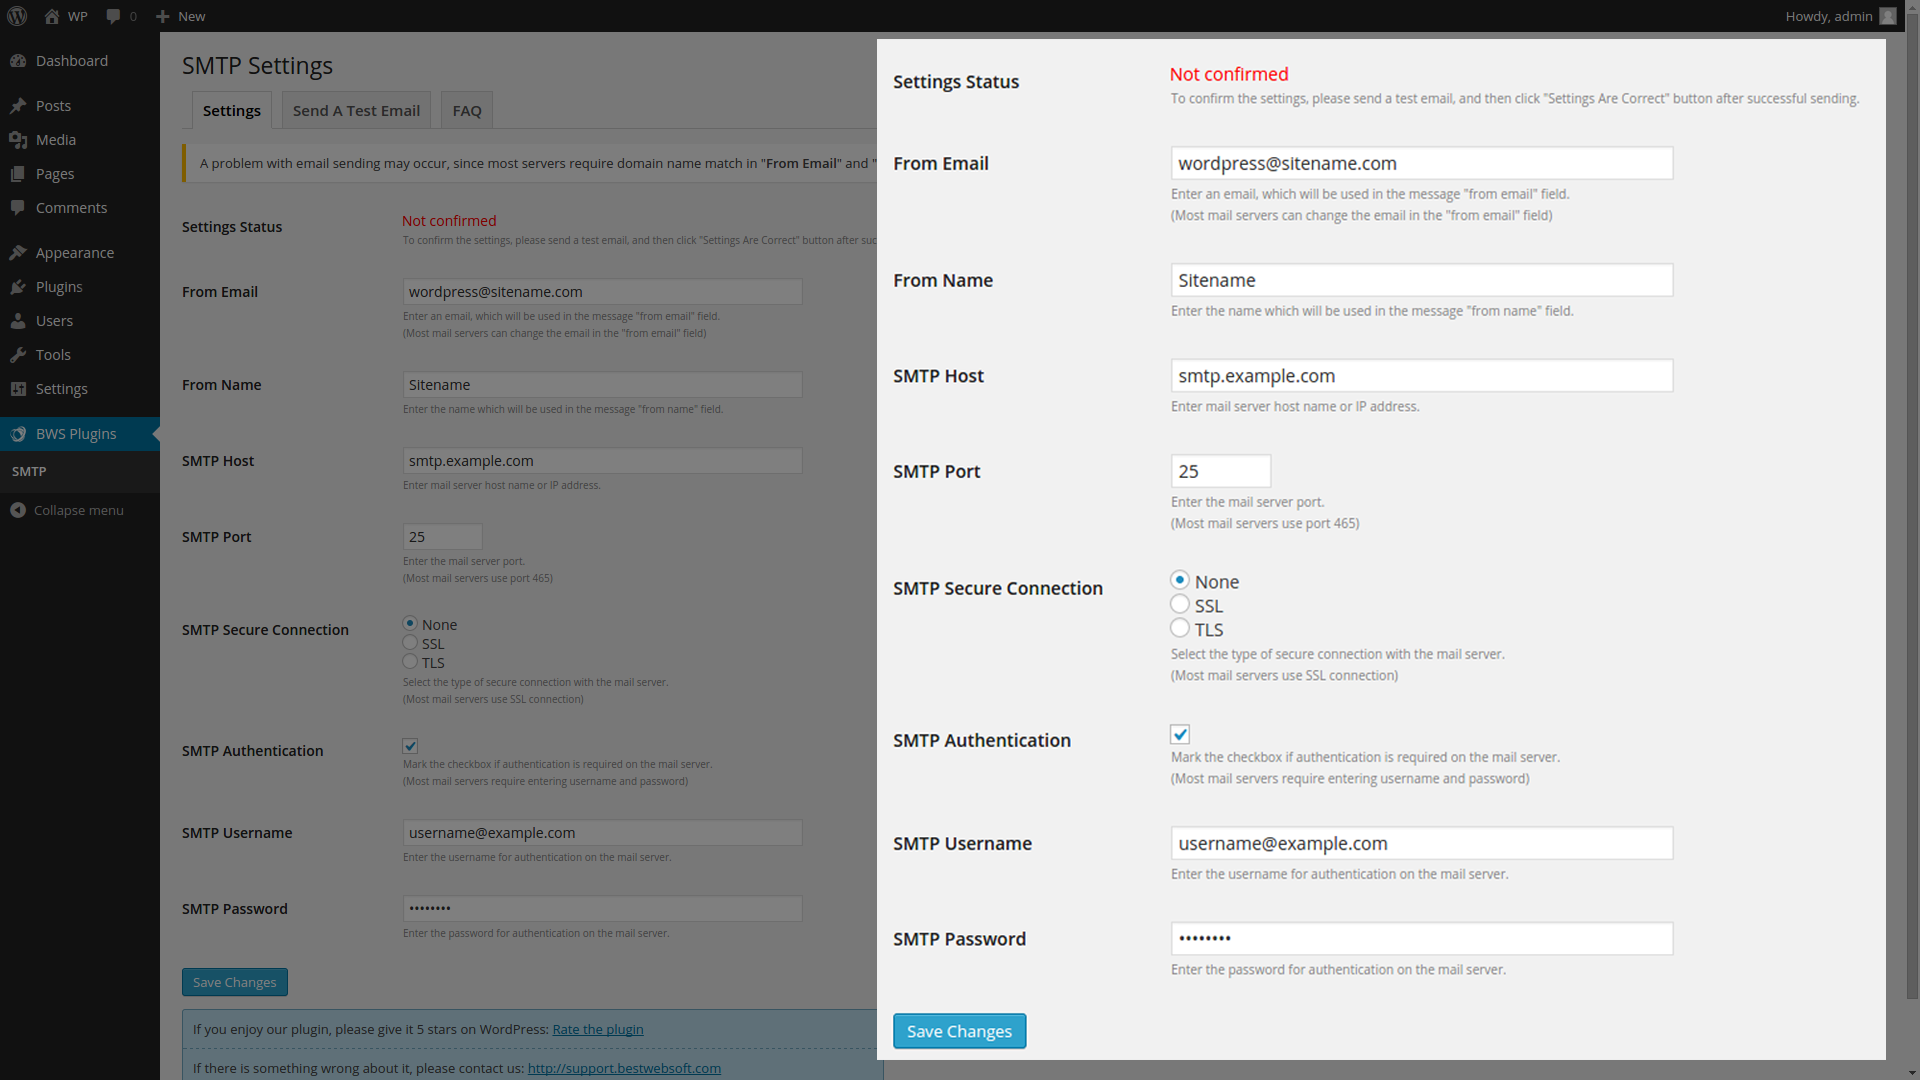 WP 0 New Howdy, admin
Dashboard
Posts
Media
Pages
Comments
Appearance
Plugins
Users
Tools
Settings
BWS Plugins
SMTP
Collapse menu
SMTP Settings
Settings Send A Test Email FAQ
A problem with email sending may occur, since most servers require domain name match in "From Email" and "
Settings Status
Not confirmed
To confirm the settings, please send a test email, and then click "Settings Are Correct" button after suc
From Email
wordpress@sitename.com
Enter an email, which will be used in the message "from email" field.
(Most mail servers can change the email in the "from email" field)
From Name
Sitename
Enter the name which will be used in the message "from name" field.
SMTP Host
smtp.example.com
Enter mail server host name or IP address.
SMTP Port
25
Enter the mail server port.
(Most mail servers use port 465)
SMTP Secure Connection
None
SSL
TLS
Select the type of secure connection with the mail server.
(Most mail servers use SSL connection)
SMTP Authentication
Mark the checkbox if authentication is required on the mail server.
(Most mail servers require entering username and password)
SMTP Username
username@example.com
Enter the username for authentication on the mail server.
SMTP Password
••••••••
Enter the password for authentication on the mail server.
Save Changes
If you enjoy our plugin, please give it 5 stars on WordPress: Rate the plugin
If there is something wrong about it, please contact us: http://support.bestwebsoft.com
Settings Status
Not confirmed
To confirm the settings, please send a test email, and then click "Settings Are Correct" button after successful sending.
From Email
wordpress@sitename.com
Enter an email, which will be used in the message "from email" field.
(Most mail servers can change the email in the "from email" field)
From Name
Sitename
Enter the name which will be used in the message "from name" field.
SMTP Host
smtp.example.com
Enter mail server host name or IP address.
SMTP Port
25
Enter the mail server port.
(Most mail servers use port 465)
SMTP Secure Connection
None
SSL
TLS
Select the type of secure connection with the mail server.
(Most mail servers use SSL connection)
SMTP Authentication
Mark the checkbox if authentication is required on the mail server.
(Most mail servers require entering username and password)
SMTP Username
username@example.com
Enter the username for authentication on the mail server.
SMTP Password
••••••••
Enter the password for authentication on the mail server.
Save Changes